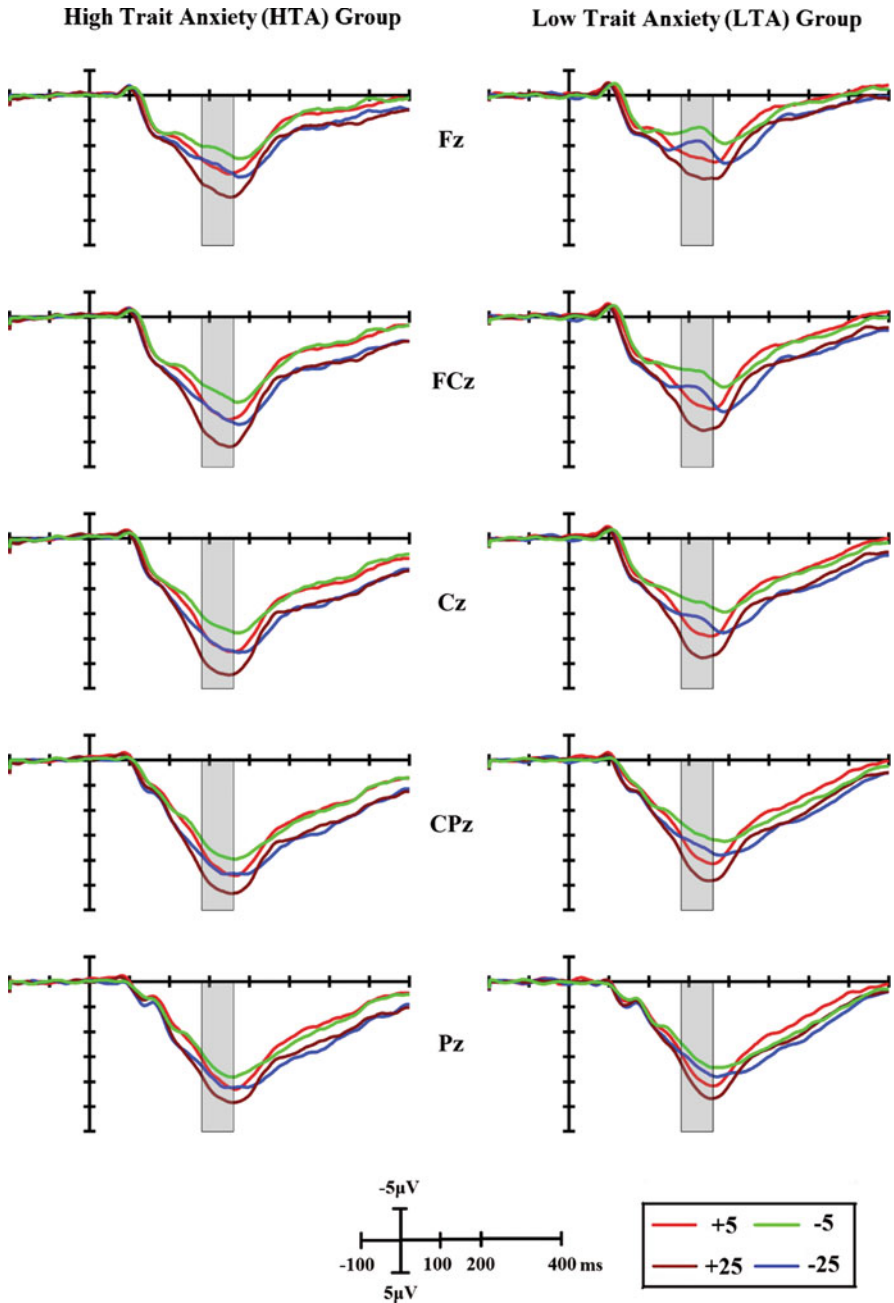 High Trait Anxiety (HTA) Group
Low Trait Anxiety (LTA) Group
Fz
FCz
Cz
CPz
Pz
-5µV
-100 100 200 400 ms
5µV
+5 -5
+25 -25